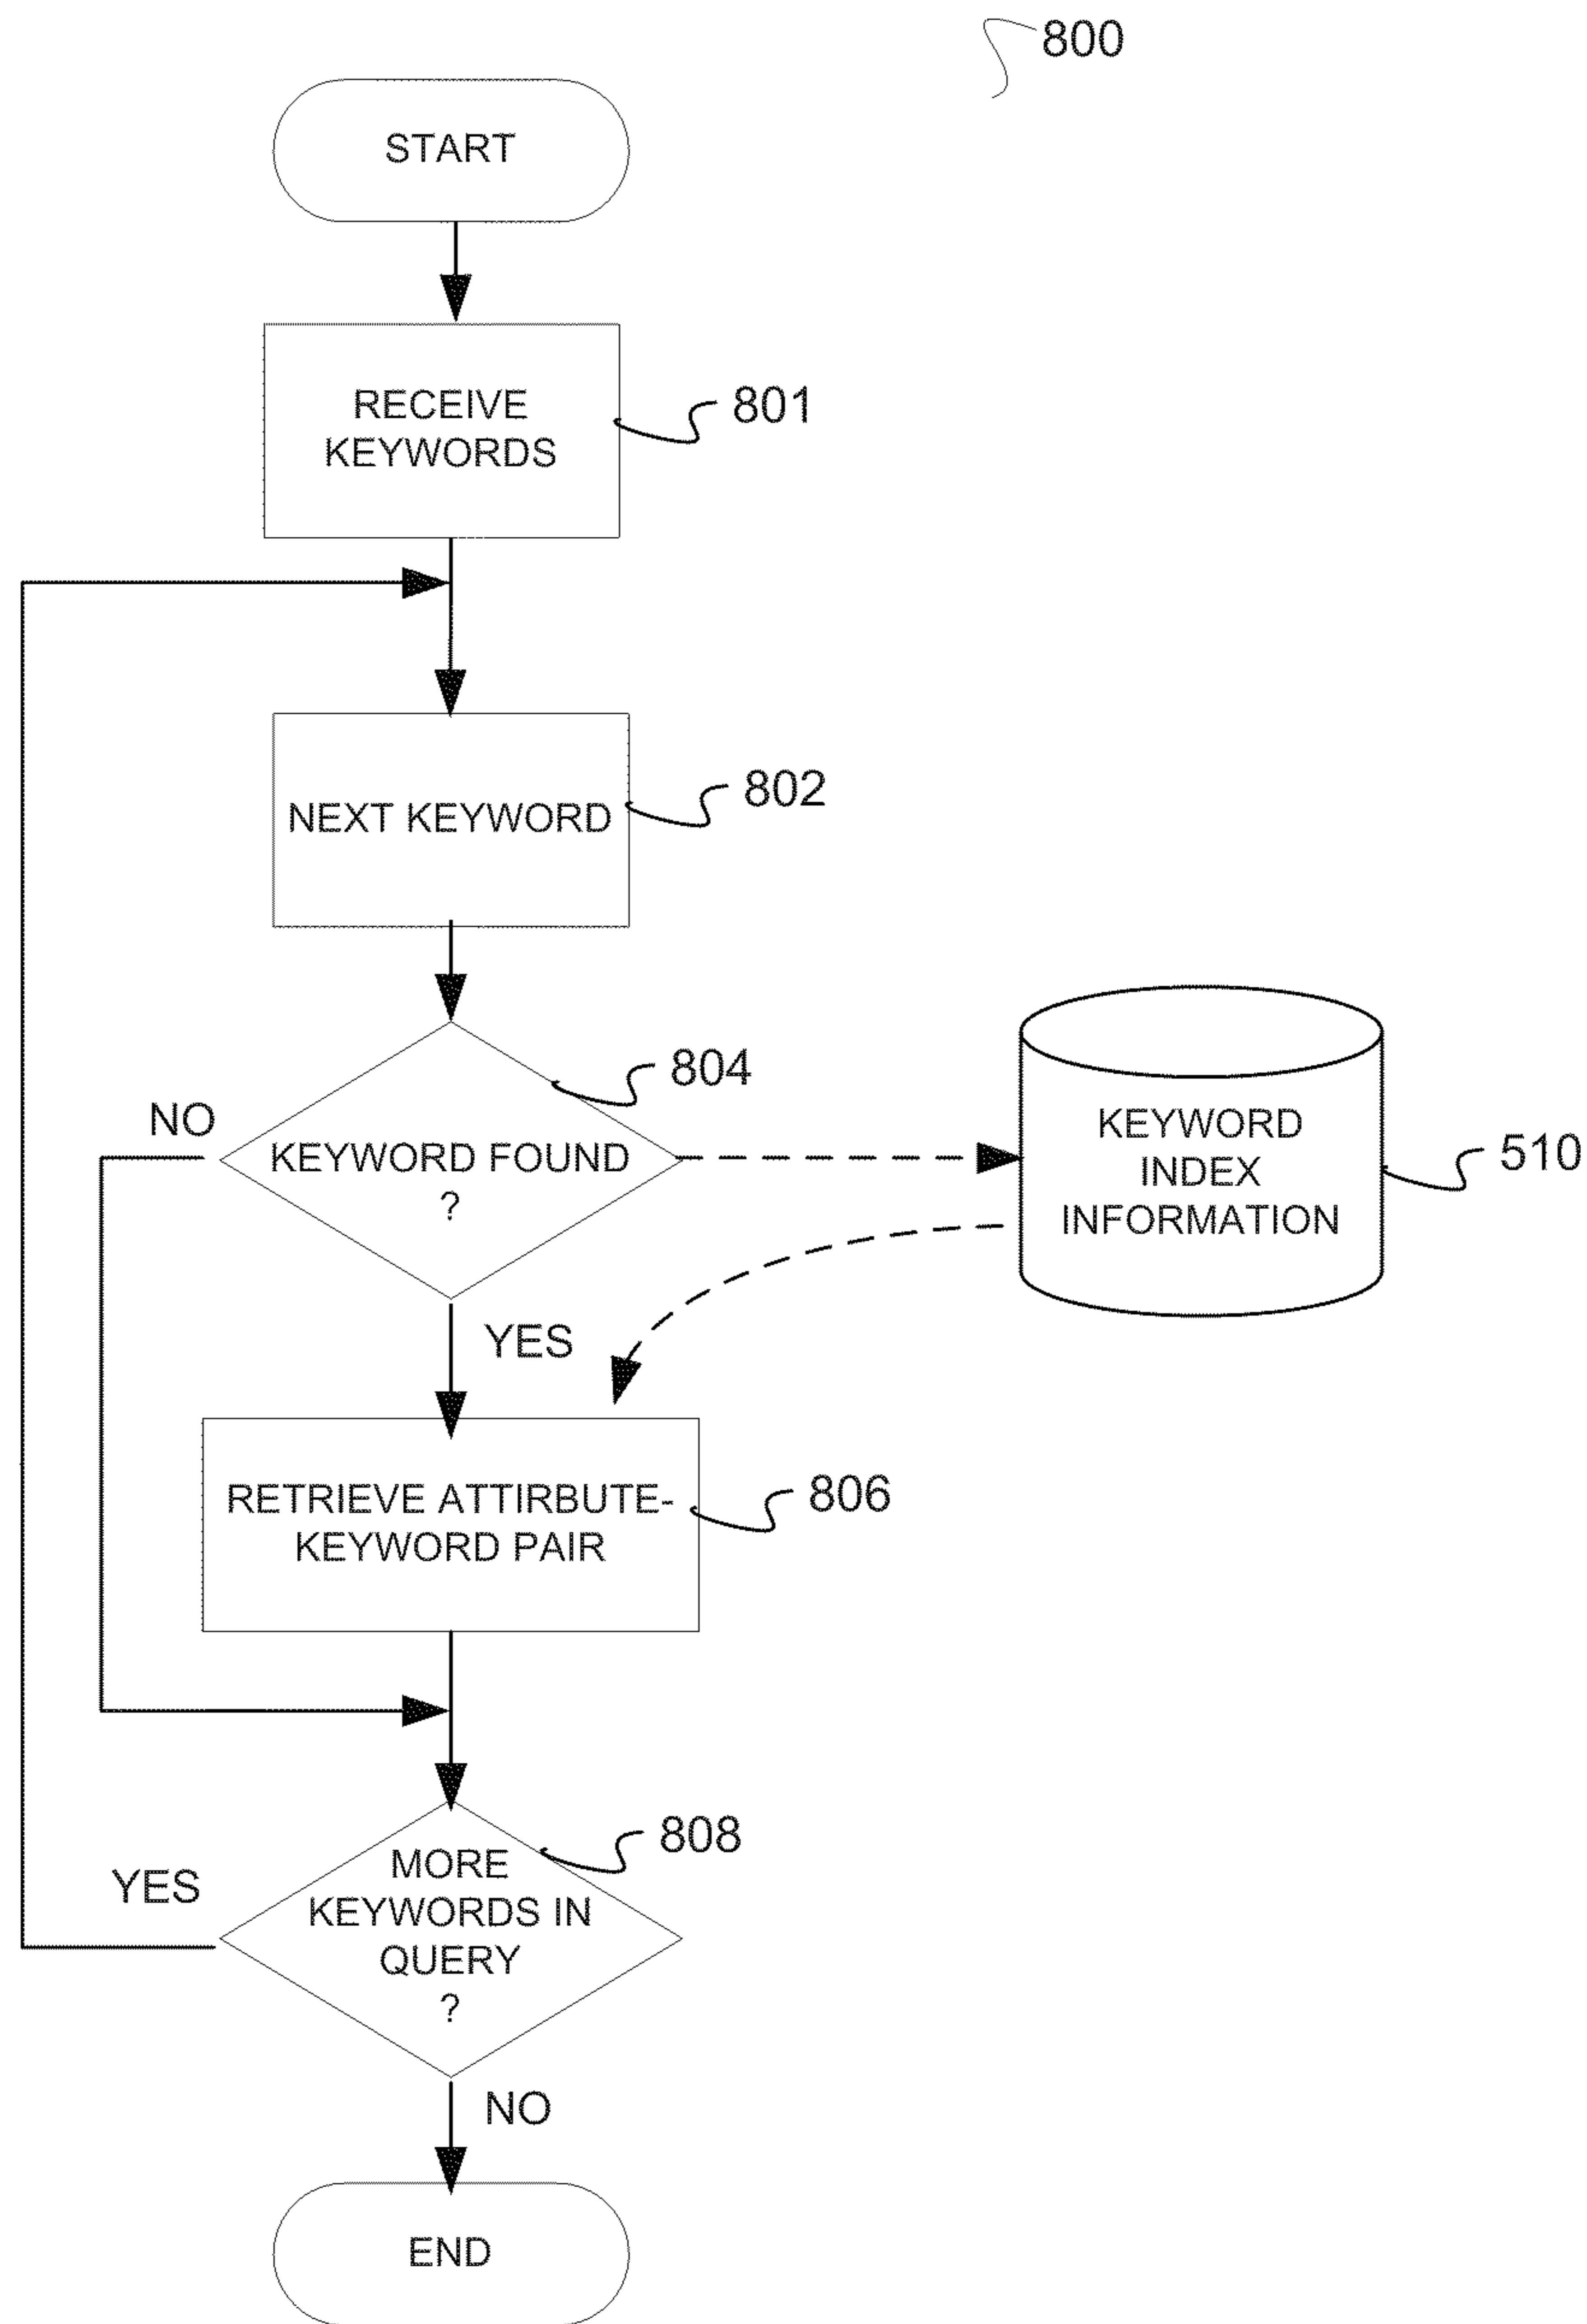 800
START
RECEIVE
KEYWORDS
801
NEXT KEYWORD
802
804
NO
KEYWORD FOUND
?
KEYWORD
INDEX
INFORMATION
510
YES
RETRIEVE ATTIRBUTE-
KEYWORD PAIR
806
808
YES
MORE
KEYWORDS IN
QUERY
?
NO
END